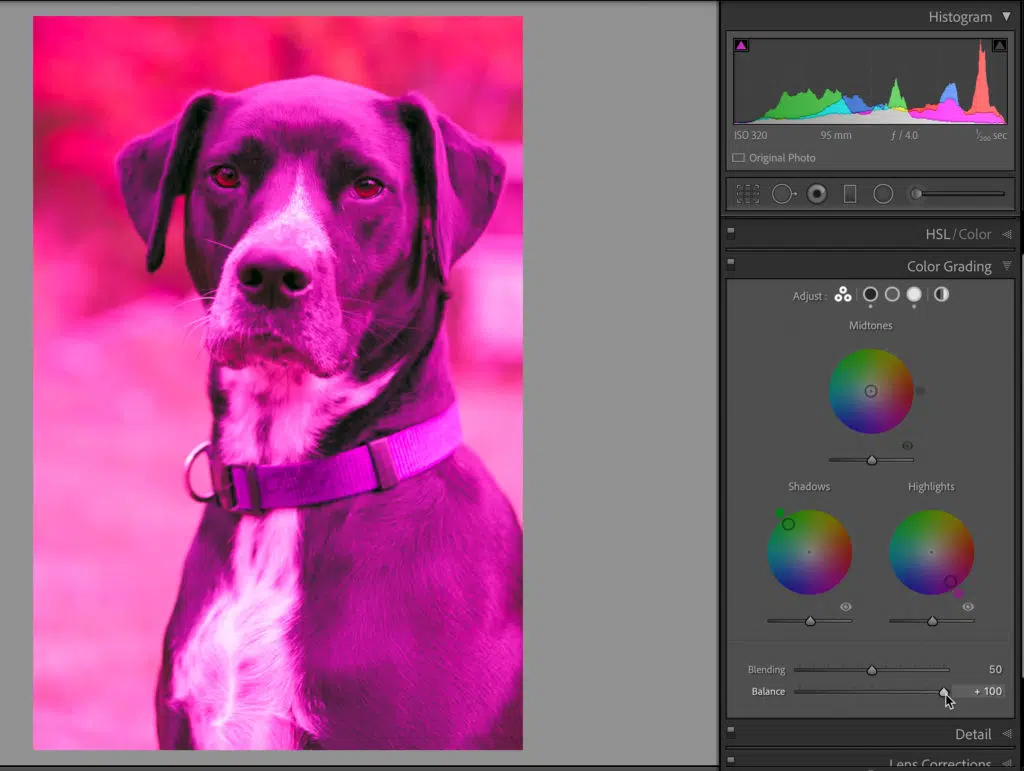 Histogram
ISO 320 95 mm ƒ / 4.0 1/200 sec
Original Photo
HSL / Color
Color Grading
Adjust :
Midtones
Shadows Highlights
Blending 50
Balance + 100
Detail
Lens Corrections